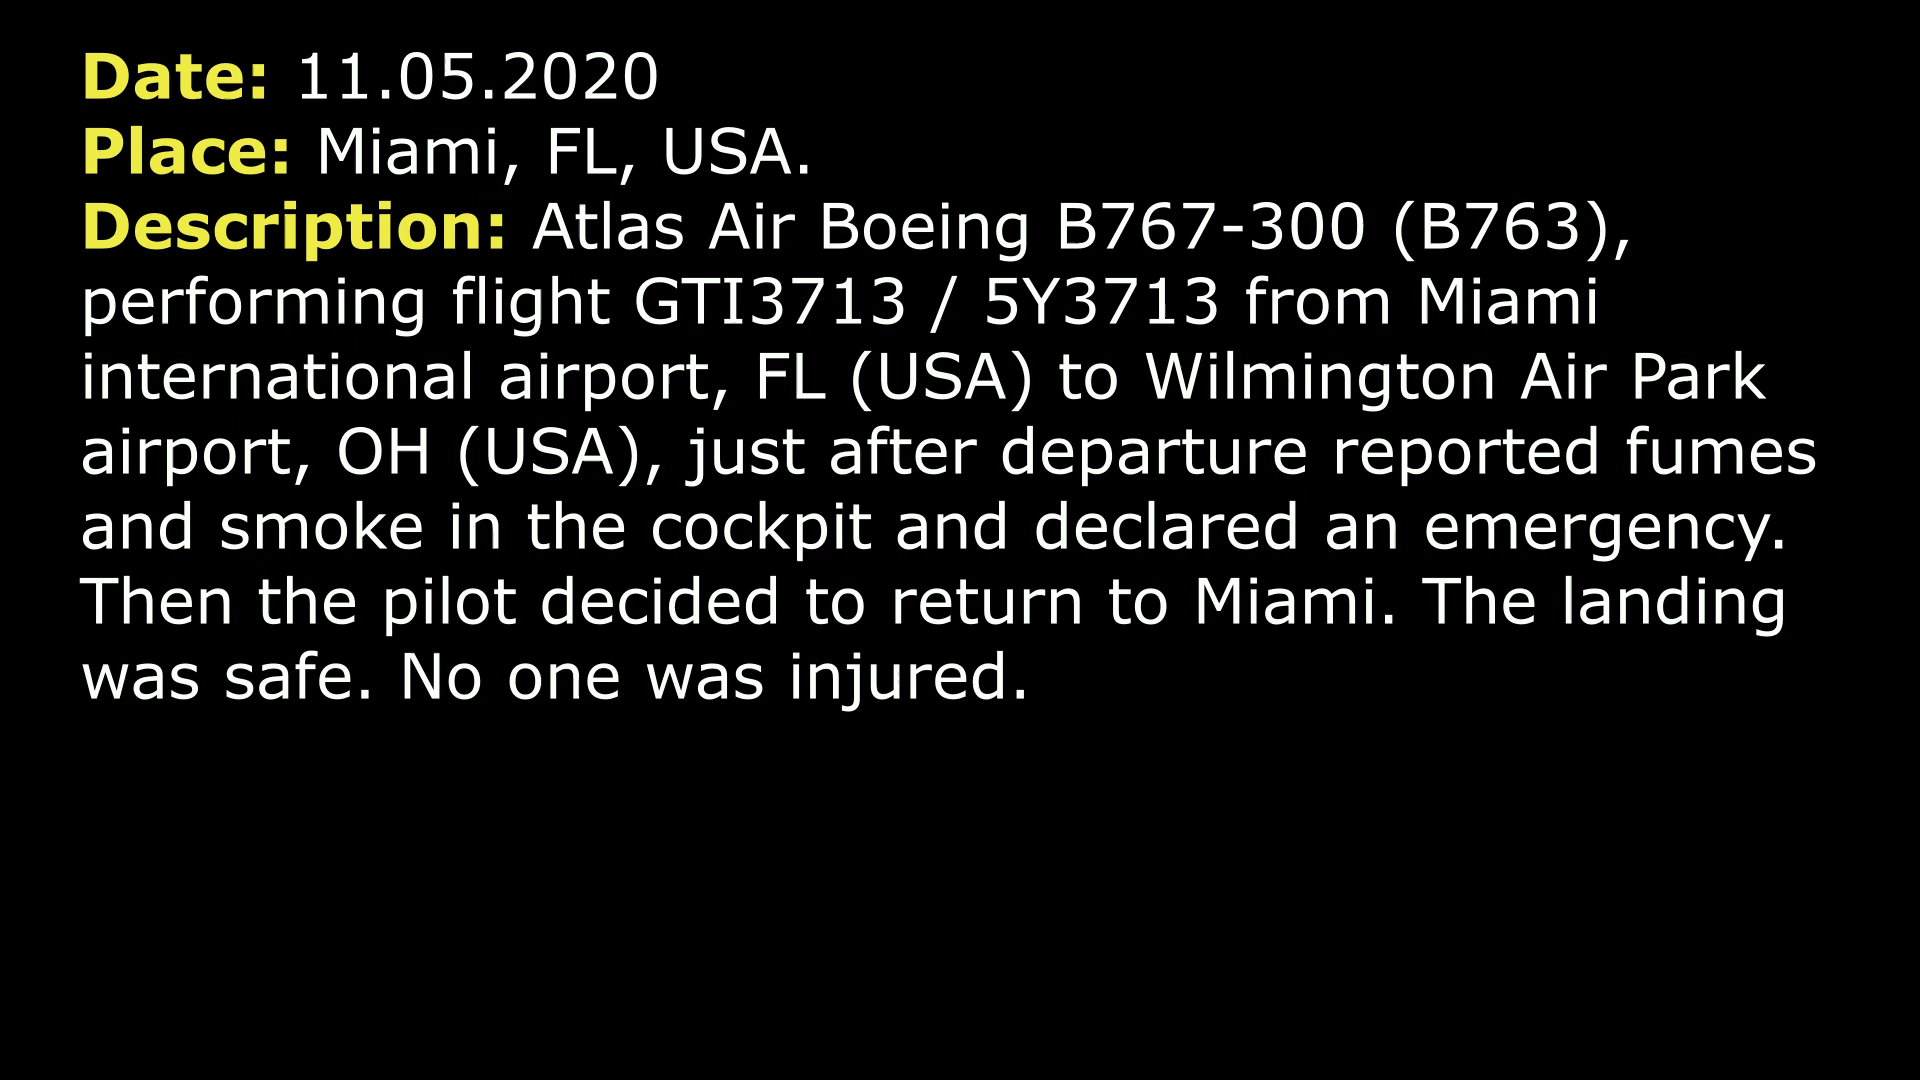 Date: 11.05.2020
Place: Miami, FL, USA.
Description: Atlas Air Boeing B767-300 (B763),
performing flight GTI3713 / 5Y3713 from Miami
international airport, FL (USA) to Wilmington Air Park
airport, OH (USA), just after departure reported fumes
and smoke in the cockpit and declared an emergency.
Then the pilot decided to return to Miami. The landing
was safe. No one was injured.